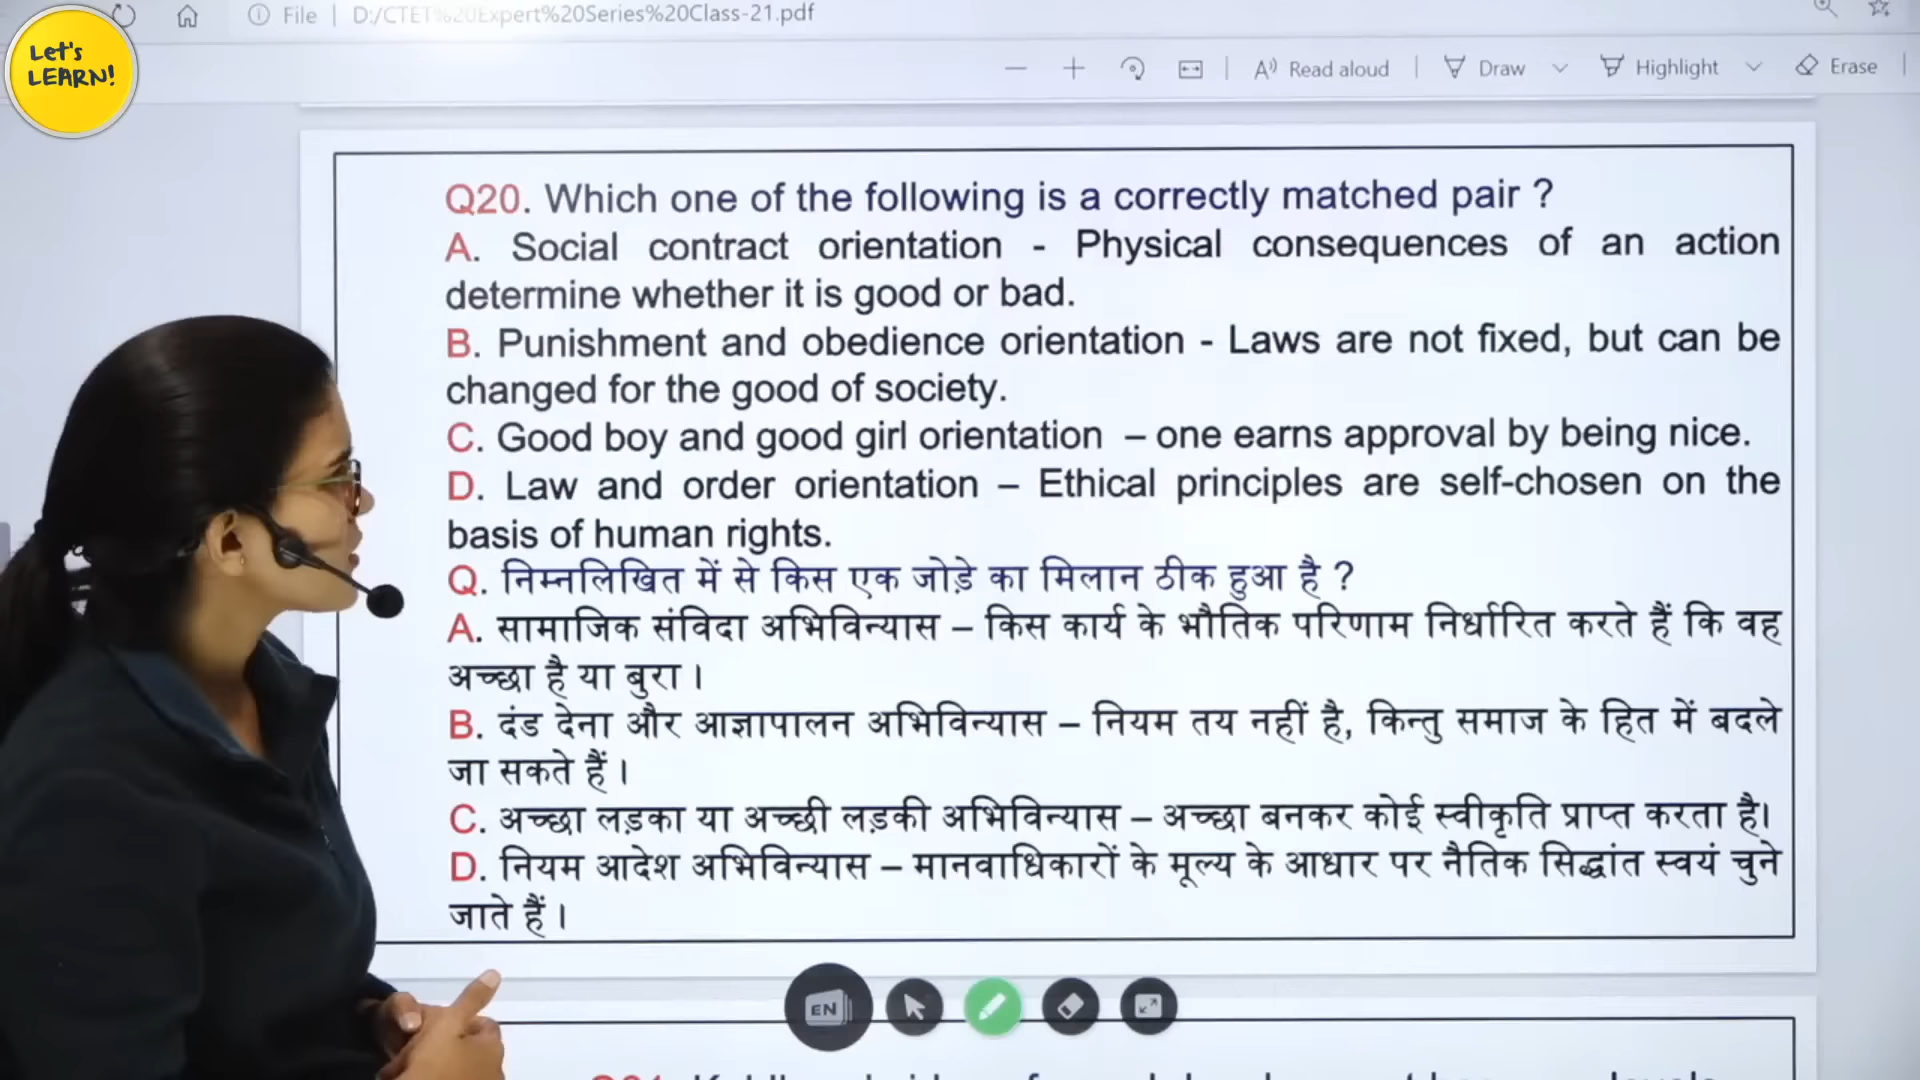 Let's
LEARN!
File | D:/CTET%20Expert%20Series%20Class-21.pdf
Read aloud
Draw
Highlight
Erase
Q20. Which one of the following is a correctly matched pair ?
A. Social contract orientation - Physical consequences of an action
determine whether it is good or bad.
B. Punishment and obedience orientation - Laws are not fixed, but can be
changed for the good of society.
C. Good boy and good girl orientation – one earns approval by being nice.
D. Law and order orientation – Ethical principles are self-chosen on the
basis of human rights.
Q. निम्नलिखित में से किस एक जोड़े का मिलान ठीक हुआ है ?
A. सामाजिक संविदा अभिविन्यास – किस कार्य के भौतिक परिणाम निर्धारित करते हैं कि वह
अच्छा है या बुरा ।
B. दंड देना और आज्ञापालन अभिविन्यास – नियम तय नहीं है, किन्तु समाज के हित में बदले
जा सकते हैं ।
C. अच्छा लड़का या अच्छी लड़की अभिविन्यास – अच्छा बनकर कोई स्वीकृति प्राप्त करता है।
D. नियम आदेश अभिविन्यास – मानवाधिकारों के मूल्य के आधार पर नैतिक सिद्धांत स्वयं चुने
जाते हैं ।
EN